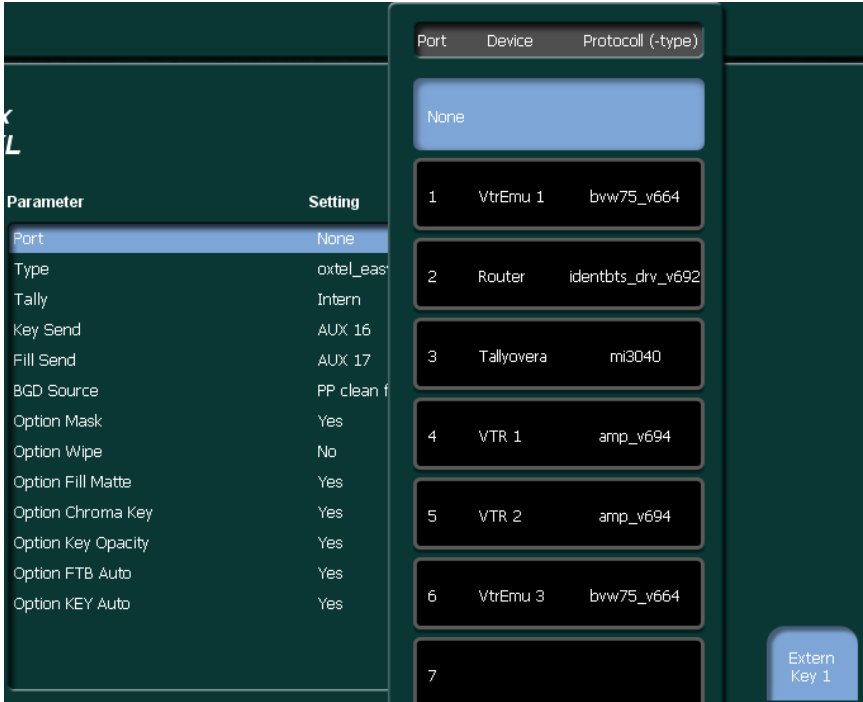 Port Device Protocoll (-type)
None
1 VtrEmu 1 bvw75_v664
2 Router identbts_drv_v692
3 Tallyovera mi3040
4 VTR 1 amp_v694
5 VTR 2 amp_v694
6 VtrEmu 3 bvw75_v664
7
Parameter Setting
Port None
Type oxtel_eas
Tally Intern
Key Send AUX 16
Fill Send AUX 17
BGD Source PP clean f
Option Mask Yes
Option Wipe No
Option Fill Matte Yes
Option Chroma Key Yes
Option Key Opacity Yes
Option FTB Auto Yes
Option KEY Auto Yes
Extern
Key 1